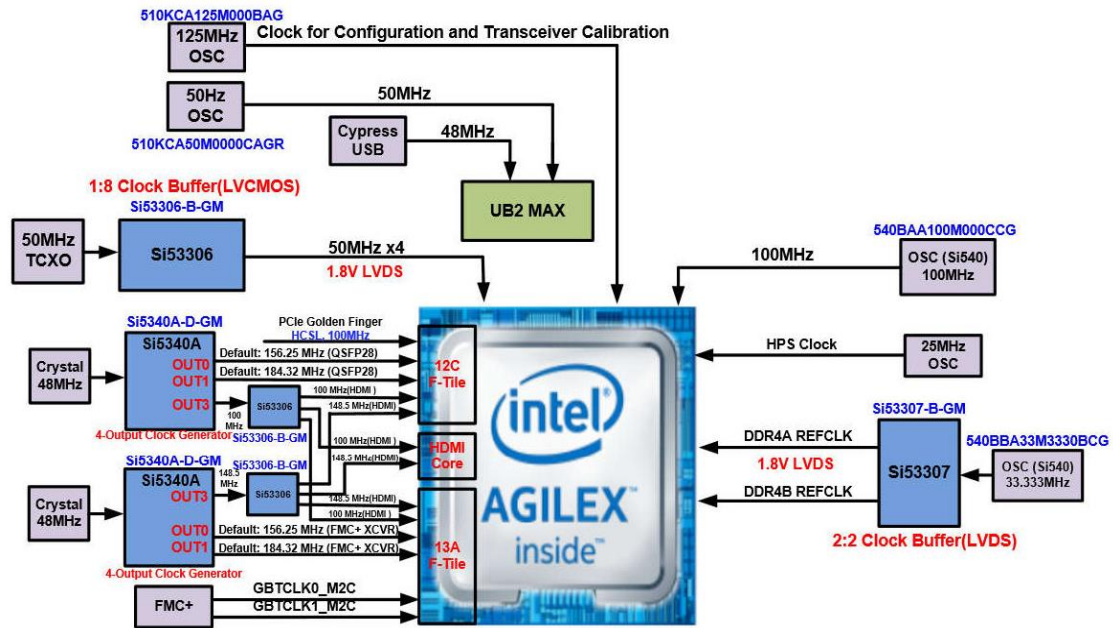 510KCA125M000BAG
125MHz
OSC
Clock for Configuration and Transceiver Calibration
50Hz
OSC
50MHz
510KCA50M0000CAGR
Cypress
USB
48MHz
UB2 MAX
1:8 Clock Buffer(LVCMOS)
Si53306-B-GM
50MHz
TCXO
Si53306
50MHz x4
1.8V LVDS
540BAA100M000CCG
100MHz
OSC (Si540)
100MHz
HPS Clock
25MHz
OSC
Si5340A-D-GM
Crystal
48MHz
Si5340A
OUT0
OUT1
OUT3
4-Output Clock Generator
PCIe Golden Finger
HCSL, 100MHz
Default: 156.25 MHz (QSFP28)
Default: 184.32 MHz (QSFP28)
100
MHz
Si53306
Si53306-B-GM
100 MHz(HDMI )
148.5 MHz(HDMI)
12C
F-Tile
100 MHz(HDMI )
148.5 MHz(HDMI)
HDMI
Core
Si5340A-D-GM
Crystal
48MHz
Si5340A
OUT3
OUT0
OUT1
4-Output Clock Generator
148.5
MHz
Si53306-B-GM
Si53306
148.5 MHz(HDMI)
100 MHz(HDMI )
Default: 156.25 MHz (FMC+ XCVR)
Default: 184.32 MHz (FMC+ XCVR)
13A
F-Tile
FMC+
GBTCLK0_M2C
GBTCLK1_M2C
intel
AGILEX™
inside™
Si53307-B-GM
DDR4A REFCLK
1.8V LVDS
DDR4B REFCLK
Si53307
540BBA33M3330BCG
OSC (Si540)
33.333MHz
2:2 Clock Buffer(LVDS)